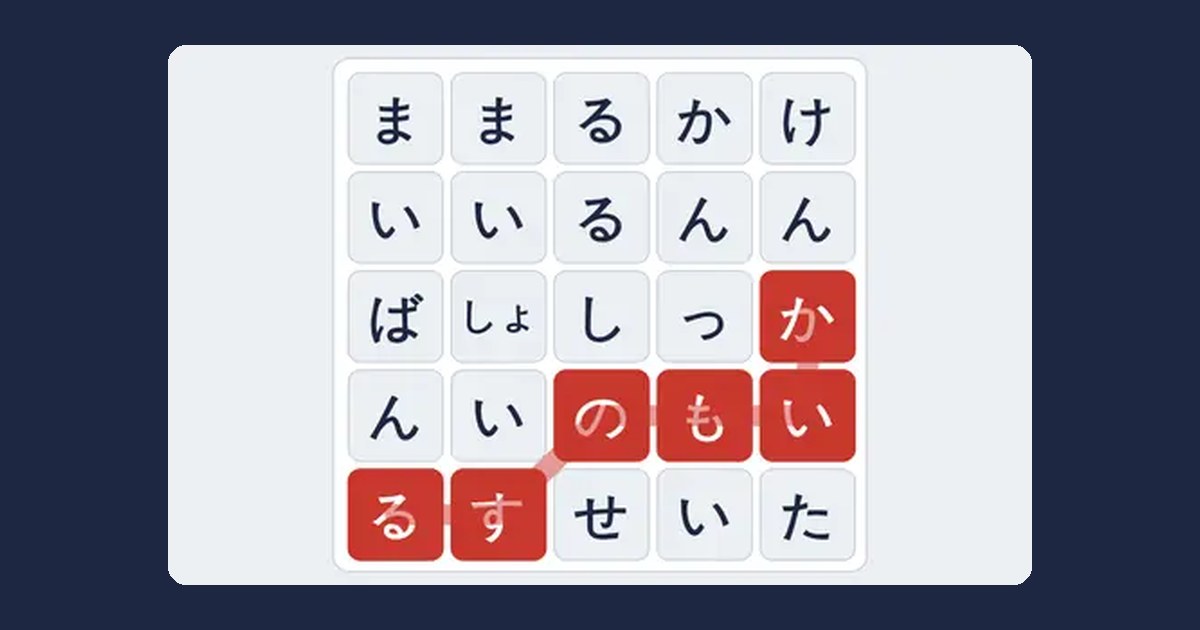 ま ま る か け
い い る ん ん
ば しょ し っ か
ん い の も い
る す せ い た